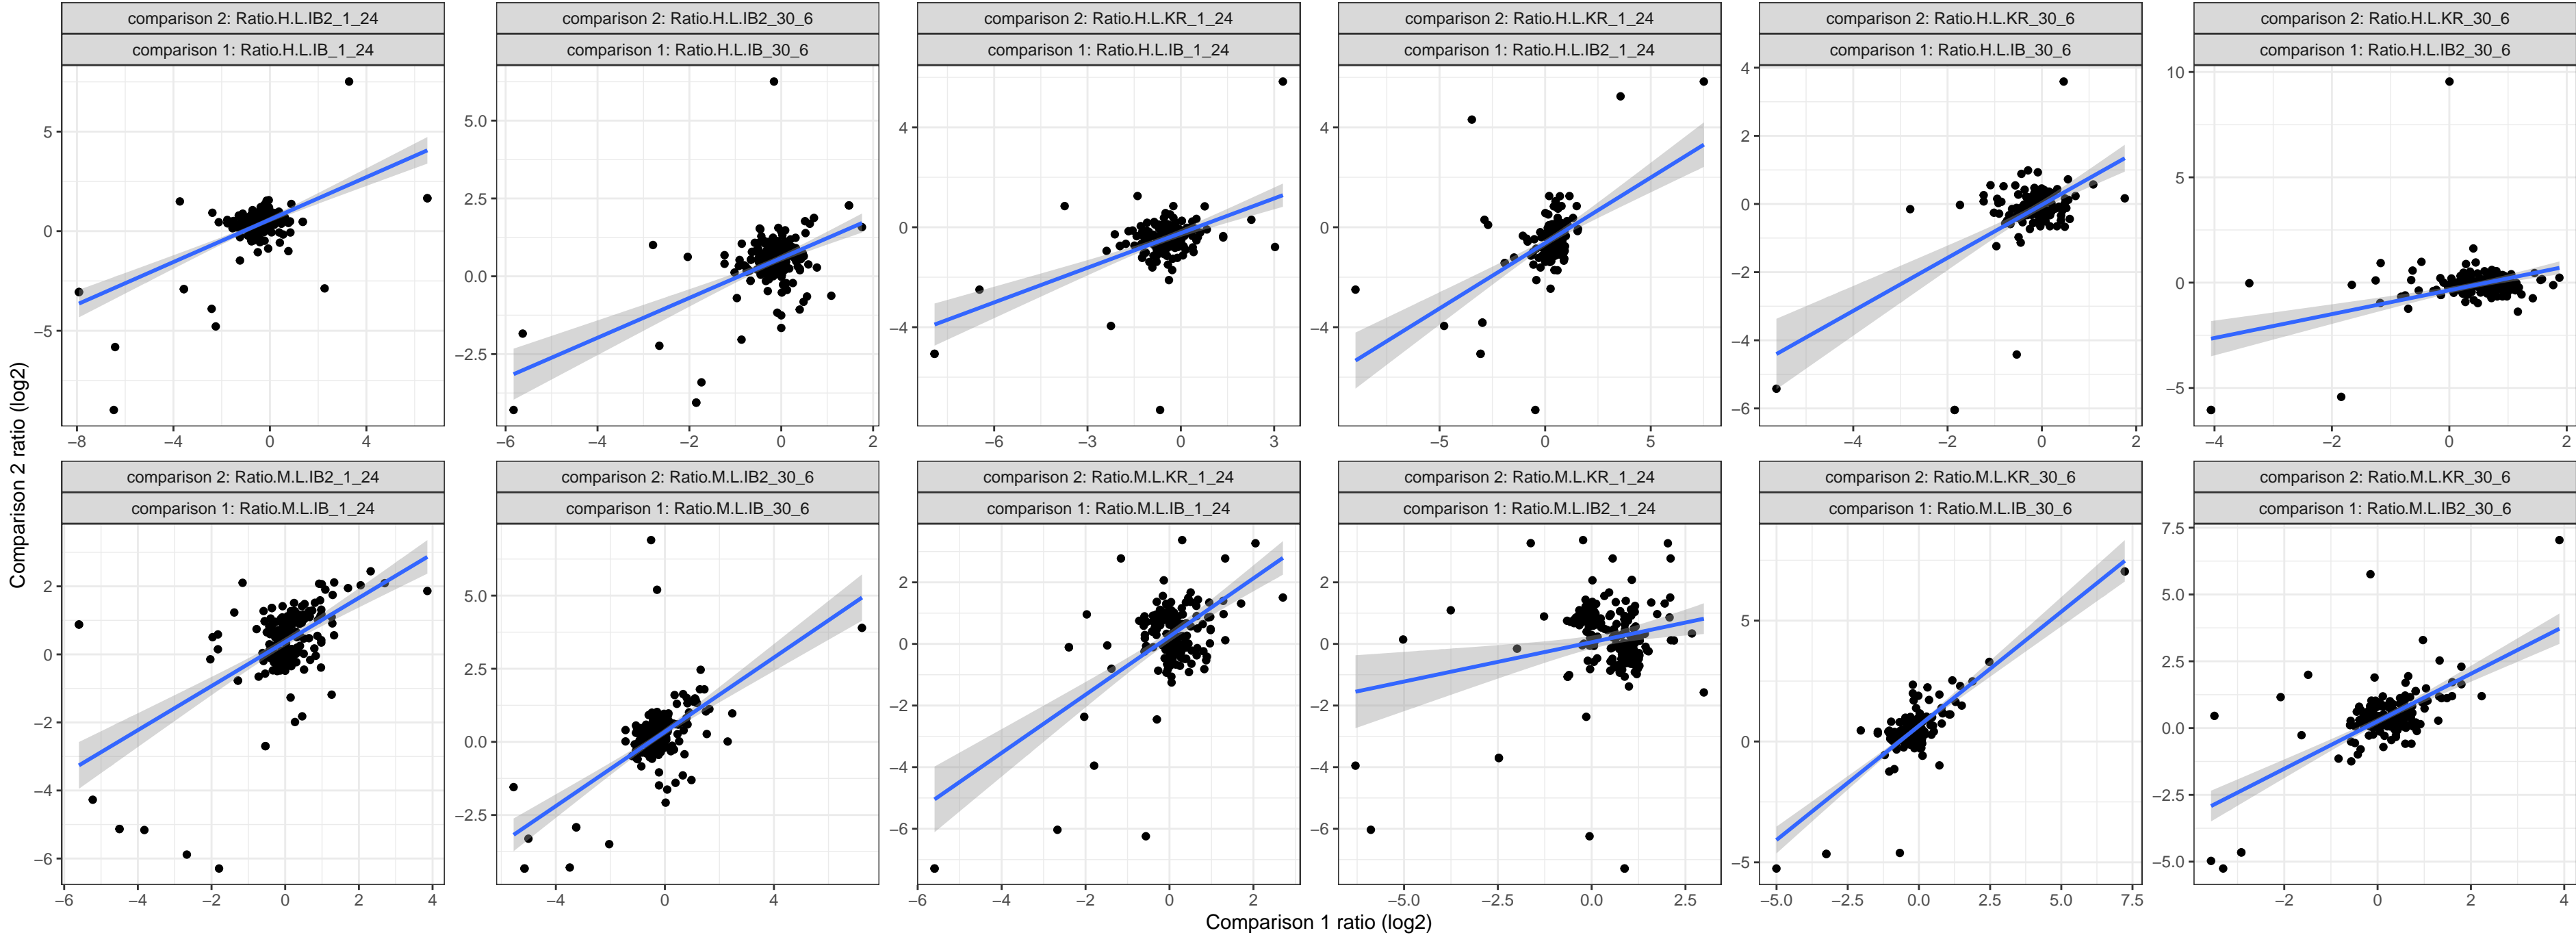 comparison 2: Ratio.H.L.IB2_1_24
comparison 1: Ratio.H.L.IB_1_24
5
0
−5
−8 −4 0 4
comparison 2: Ratio.H.L.IB2_30_6
comparison 1: Ratio.H.L.IB_30_6
5.0
2.5
0.0
−2.5
−6 −4 −2 0 2
comparison 2: Ratio.H.L.KR_1_24
comparison 1: Ratio.H.L.IB_1_24
4
0
−4
−6 −3 0 3
comparison 2: Ratio.H.L.KR_1_24
comparison 1: Ratio.H.L.IB2_1_24
4
0
−4
−5 0 5
comparison 2: Ratio.H.L.KR_30_6
comparison 1: Ratio.H.L.IB_30_6
4
2
0
−2
−4
−6
−4 −2 0 2
comparison 2: Ratio.H.L.KR_30_6
comparison 1: Ratio.H.L.IB2_30_6
10
5
0
−5
−4 −2 0 2
comparison 2: Ratio.M.L.IB2_1_24
comparison 1: Ratio.M.L.IB_1_24
2
0
−2
−4
−6
−6 −4 −2 0 2 4
comparison 2: Ratio.M.L.IB2_30_6
comparison 1: Ratio.M.L.IB_30_6
5.0
2.5
0.0
−2.5
−4 0 4
comparison 2: Ratio.M.L.KR_1_24
comparison 1: Ratio.M.L.IB_1_24
2
0
−2
−4
−6
−6 −4 −2 0 2
comparison 2: Ratio.M.L.KR_1_24
comparison 1: Ratio.M.L.IB2_1_24
2
0
−2
−4
−6
−5.0 −2.5 0.0 2.5
comparison 2: Ratio.M.L.KR_30_6
comparison 1: Ratio.M.L.IB_30_6
5
0
−5
−5.0 −2.5 0.0 2.5 5.0 7.5
comparison 2: Ratio.M.L.KR_30_6
comparison 1: Ratio.M.L.IB2_30_6
7.5
5.0
2.5
0.0
−2.5
−5.0
−2 0 2 4
Comparison 2 ratio (log2)
Comparison 1 ratio (log2)